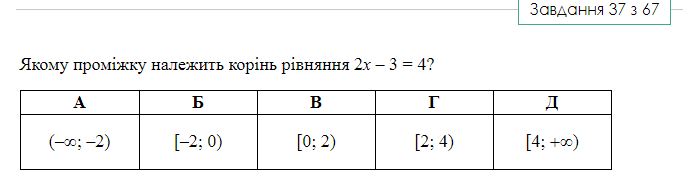 Завдання 37 з 67
Якому проміжку належить корінь рівняння 2x – 3 = 4?
А Б В Г Д
(–∞; –2) [–2; 0) [0; 2) [2; 4) [4; +∞)